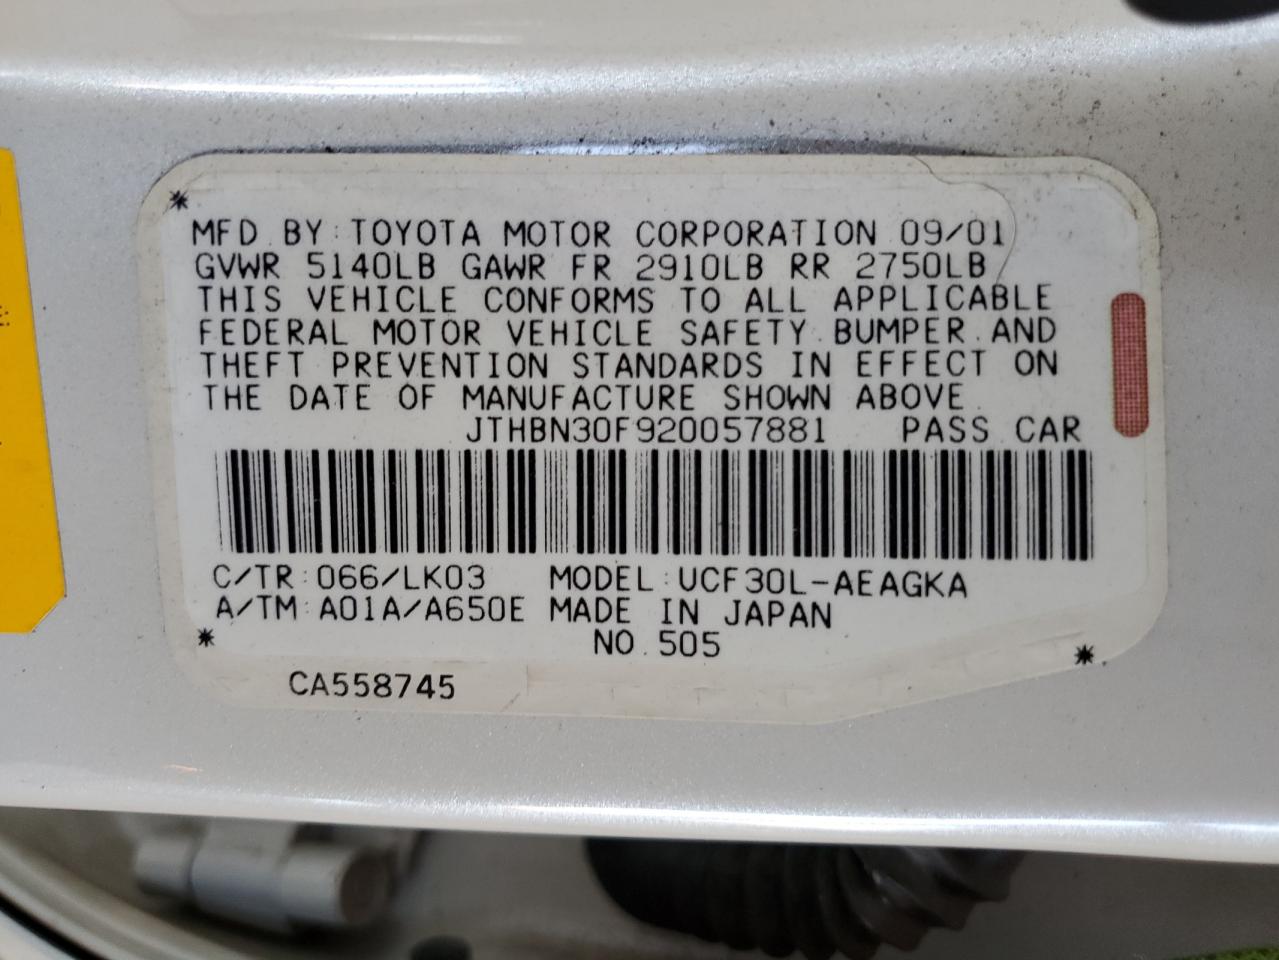 MFD. BY: TOYOTA MOTOR CORPORATION 09/01
GVWR 5140LB GAWR FR 2910LB RR 2750LB
THIS VEHICLE CONFORMS TO ALL APPLICABLE
FEDERAL MOTOR VEHICLE SAFETY, BUMPER, AND
THEFT PREVENTION STANDARDS IN EFFECT ON
THE DATE OF MANUFACTURE SHOWN ABOVE.
JTHBN30F920057881 PASS. CAR
C/TR: 066/LK03 MODEL: UCF30L-AEAGKA
A/TM: A01A/A650E MADE IN JAPAN
NO. 505
CA558745